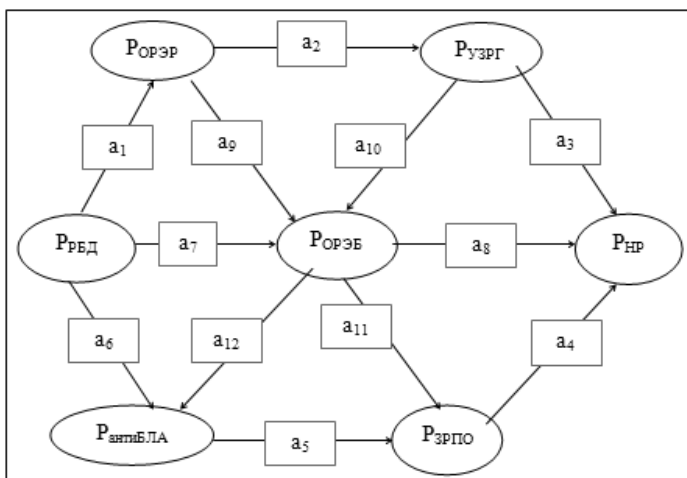 PОРЭР
a2
PУЗРГ
a1
a9
a10
a3
PРБД
a7
PОРЭБ
a8
PНР
a6
a12
a11
a4
PантиБЛА
a5
PЗРПО